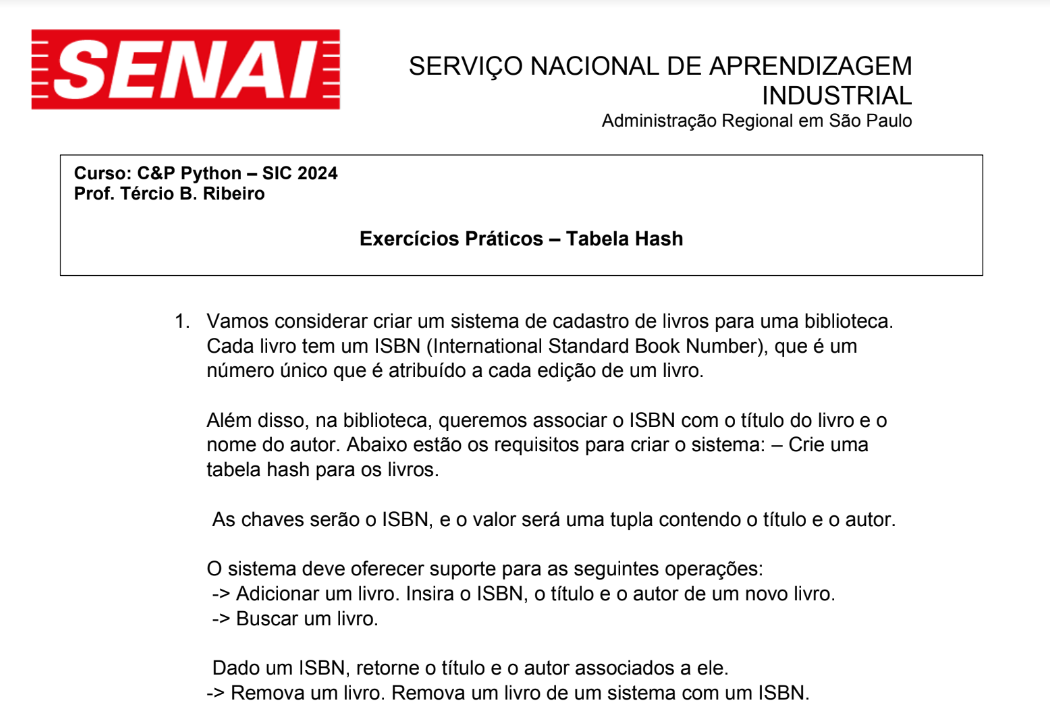 SENAI
SERVIÇO NACIONAL DE APRENDIZAGEM
INDUSTRIAL
Administração Regional em São Paulo
Curso: C&P Python – SIC 2024
Prof. Tércio B. Ribeiro
Exercícios Práticos – Tabela Hash
1. Vamos considerar criar um sistema de cadastro de livros para uma biblioteca.
Cada livro tem um ISBN (International Standard Book Number), que é um
número único que é atribuído a cada edição de um livro.
Além disso, na biblioteca, queremos associar o ISBN com o título do livro e o
nome do autor. Abaixo estão os requisitos para criar o sistema: – Crie uma
tabela hash para os livros.
As chaves serão o ISBN, e o valor será uma tupla contendo o título e o autor.
O sistema deve oferecer suporte para as seguintes operações:
-> Adicionar um livro. Insira o ISBN, o título e o autor de um novo livro.
-> Buscar um livro.
Dado um ISBN, retorne o título e o autor associados a ele.
-> Remova um livro. Remova um livro de um sistema com um ISBN.